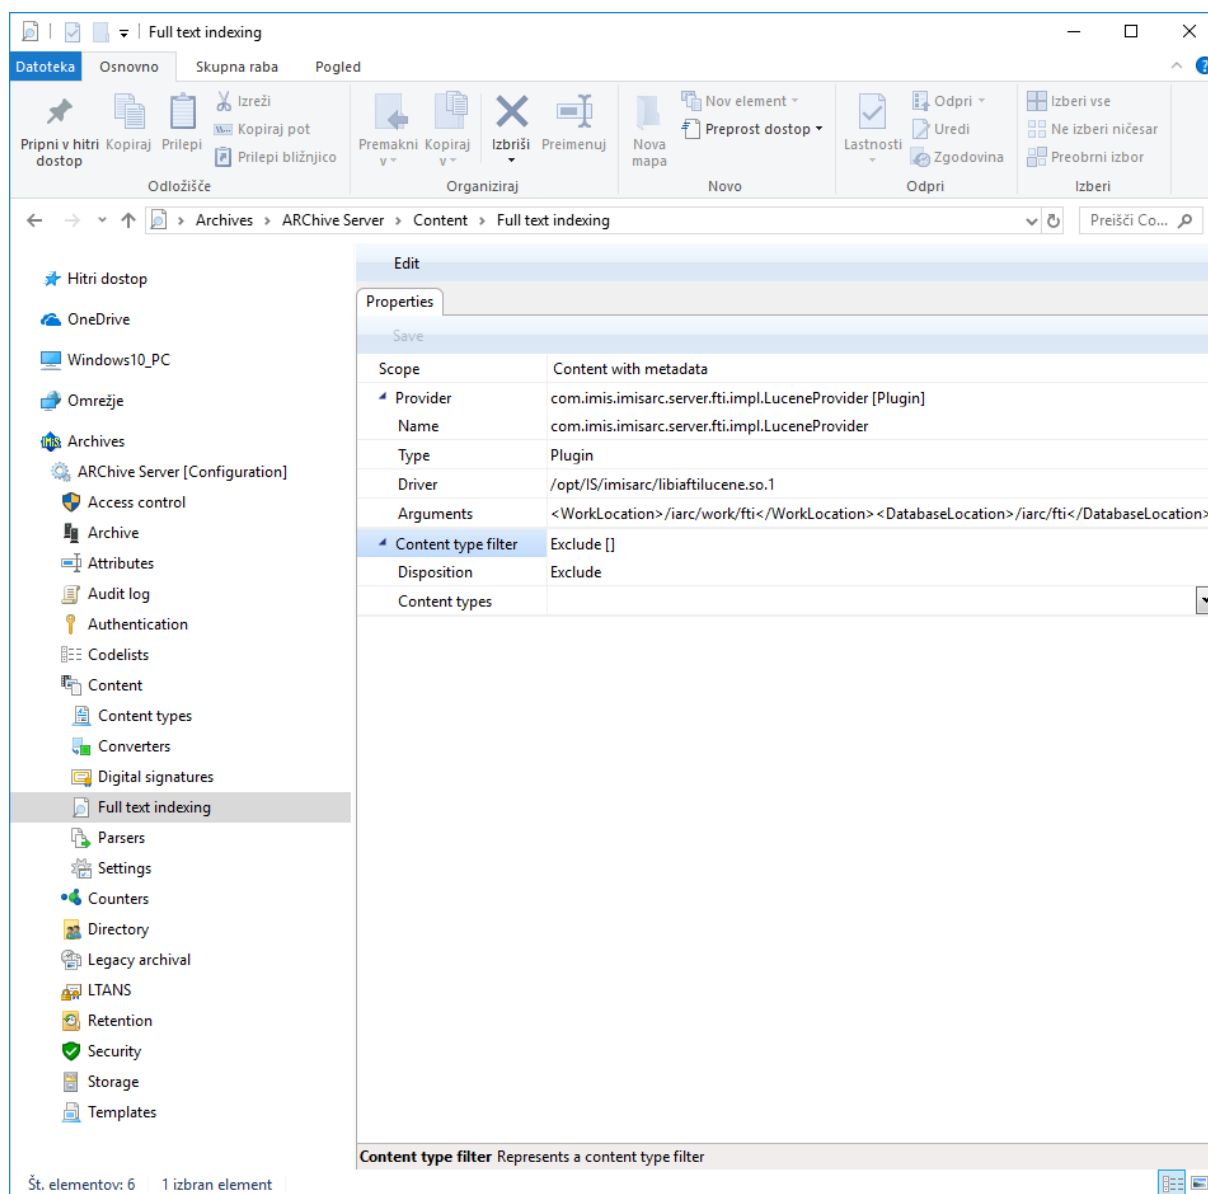 Full text indexing
Datoteka Osnovno Skupna raba Pogled
Pripni v hitri dostop
Kopiraj
Prilepi
Izreži
Kopiraj pot
Prilepi bližnjico
Odložišče
Premakni v
Kopiraj v
Izbriši
Preimenuj
Organiziraj
Nova mapa
Nov element
Preprost dostop
Novo
Lastnosti
Odpri
Uredi
Zgodovina
Odpri
Izberi vse
Ne izberi ničesar
Preobrni izbor
Izberi
Archives > ARChive Server > Content > Full text indexing
Preišči Co...
Hitri dostop
OneDrive
Windows10_PC
Omrežje
Archives
ARChive Server [Configuration]
Access control
Archive
Attributes
Audit log
Authentication
Codelists
Content
Content types
Converters
Digital signatures
Full text indexing
Parsers
Settings
Counters
Directory
Legacy archival
LTANS
Retention
Security
Storage
Templates
Edit
Properties
Save
Scope Content with metadata
Provider com.imis.imisarc.server.fti.impl.LuceneProvider [Plugin]
Name com.imis.imisarc.server.fti.impl.LuceneProvider
Type Plugin
Driver /opt/IS/imisarc/libiaftilucene.so.1
Arguments <WorkLocation>/iarc/work/fti</WorkLocation><DatabaseLocation>/iarc/fti</DatabaseLocation>
Content type filter Exclude []
Disposition Exclude
Content types
Content type filter Represents a content type filter
Št. elementov: 6 1 izbran element